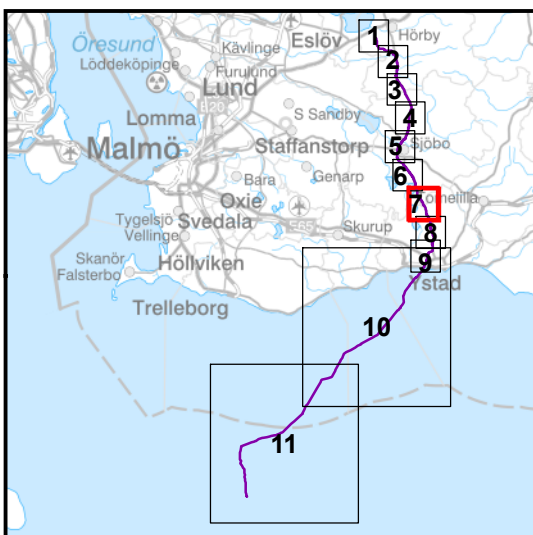 1
Hörby
Öresund
Eslöv
Kävlinge
2
Löddeköpinge
Furulund
Lund
3
E20
Lomma
S Sandby
4
Malmö
Staffanstorp
5
Sjöbo
6
Bara
Genarp
Oxie
7
Tomelilla
Tygelsjö
Svedala
E65
Skurup
8
Vellinge
Skanör
Falsterbo
Höllviken
9
Ystad
Trelleborg
10
11